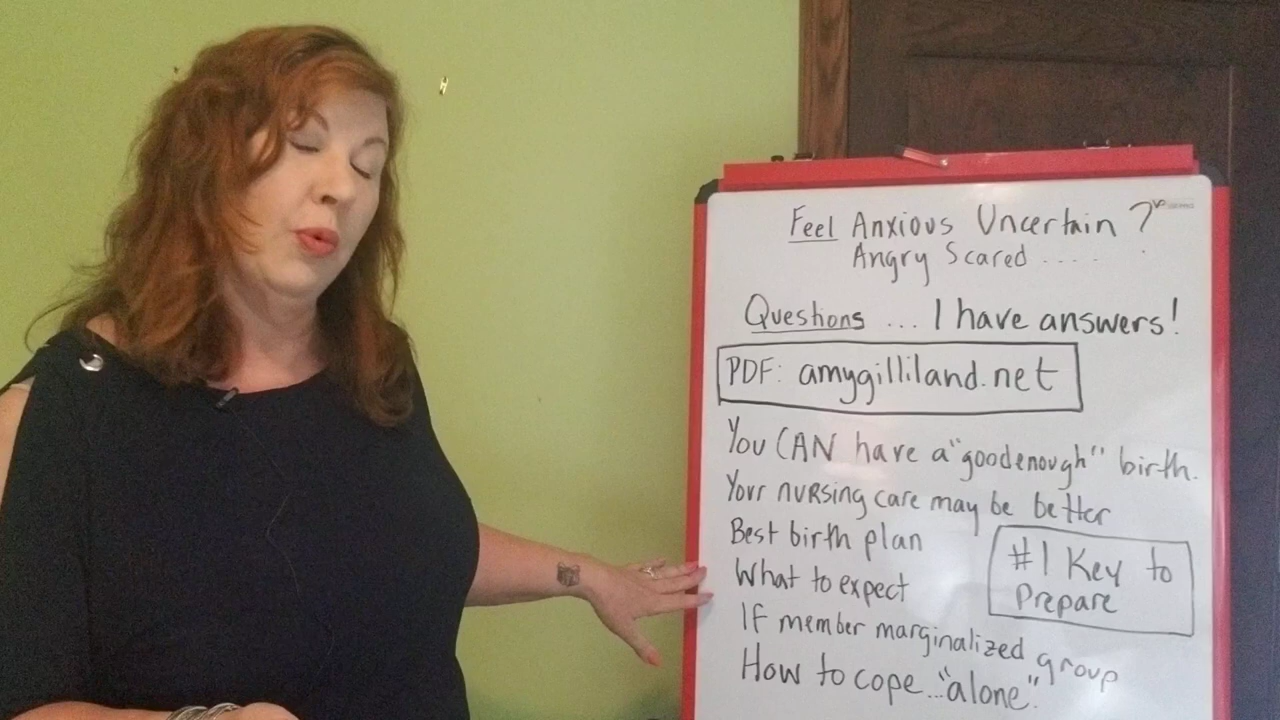 Feel Anxious Uncertain ?
Angry Scared .....
Questions ... I have answers!
PDF: amygilliland.net
You CAN have a "goodenough" birth.
Your nursing care may be better
Best birth plan
#1 Key to
Prepare
What to expect
If member marginalized group
How to cope..."alone".